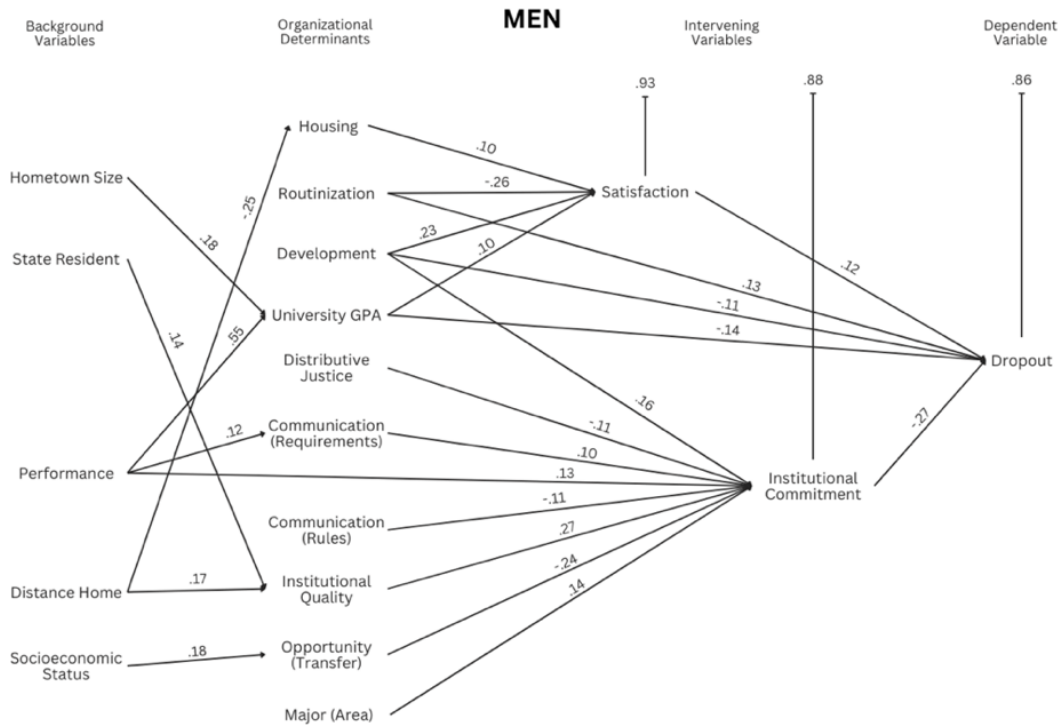 MEN
Background
Variables
Organizational
Determinants
Intervening
Variables
Dependent
Variable
.93
.88
.86
Housing
.10
Hometown Size
Routinization
-.26
Satisfaction
-.25
.18
.23
State Resident
Development
.10
.12
.13
-.11
University GPA
-.14
.14
.55
Distributive
Justice
Dropout
.16
-.11
Communication
(Requirements)
.12
.10
-.27
Performance
.13
Institutional
Commitment
-.11
Communication
(Rules)
.27
-.24
Distance Home
.17
Institutional
Quality
.14
Socioeconomic
Status
.18
Opportunity
(Transfer)
Major (Area)